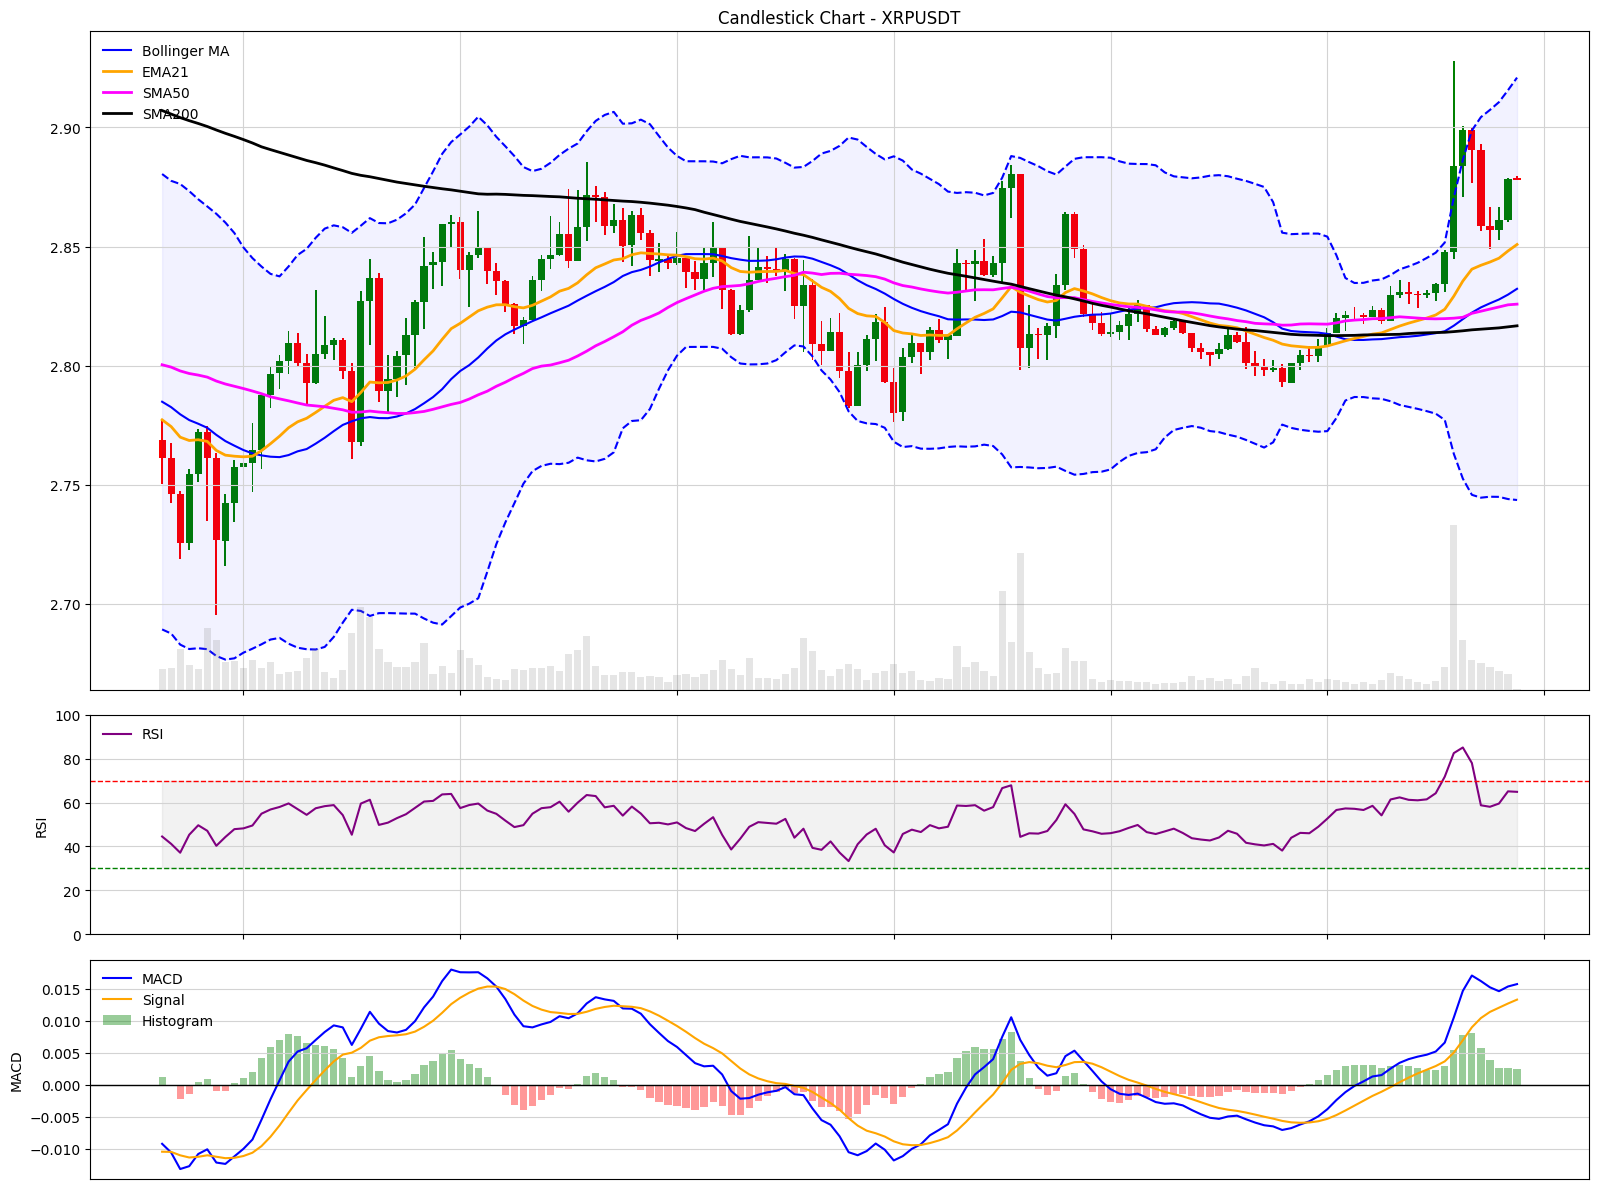 Candlestick Chart - XRPUSDT
Bollinger MA
EMA21
SMA50
SMA200
2.90
2.85
2.80
2.75
2.70
RSI
100
80
60
40
20
0
RSI
MACD
Signal
Histogram
0.015
0.010
0.005
0.000
−0.005
−0.010
MACD